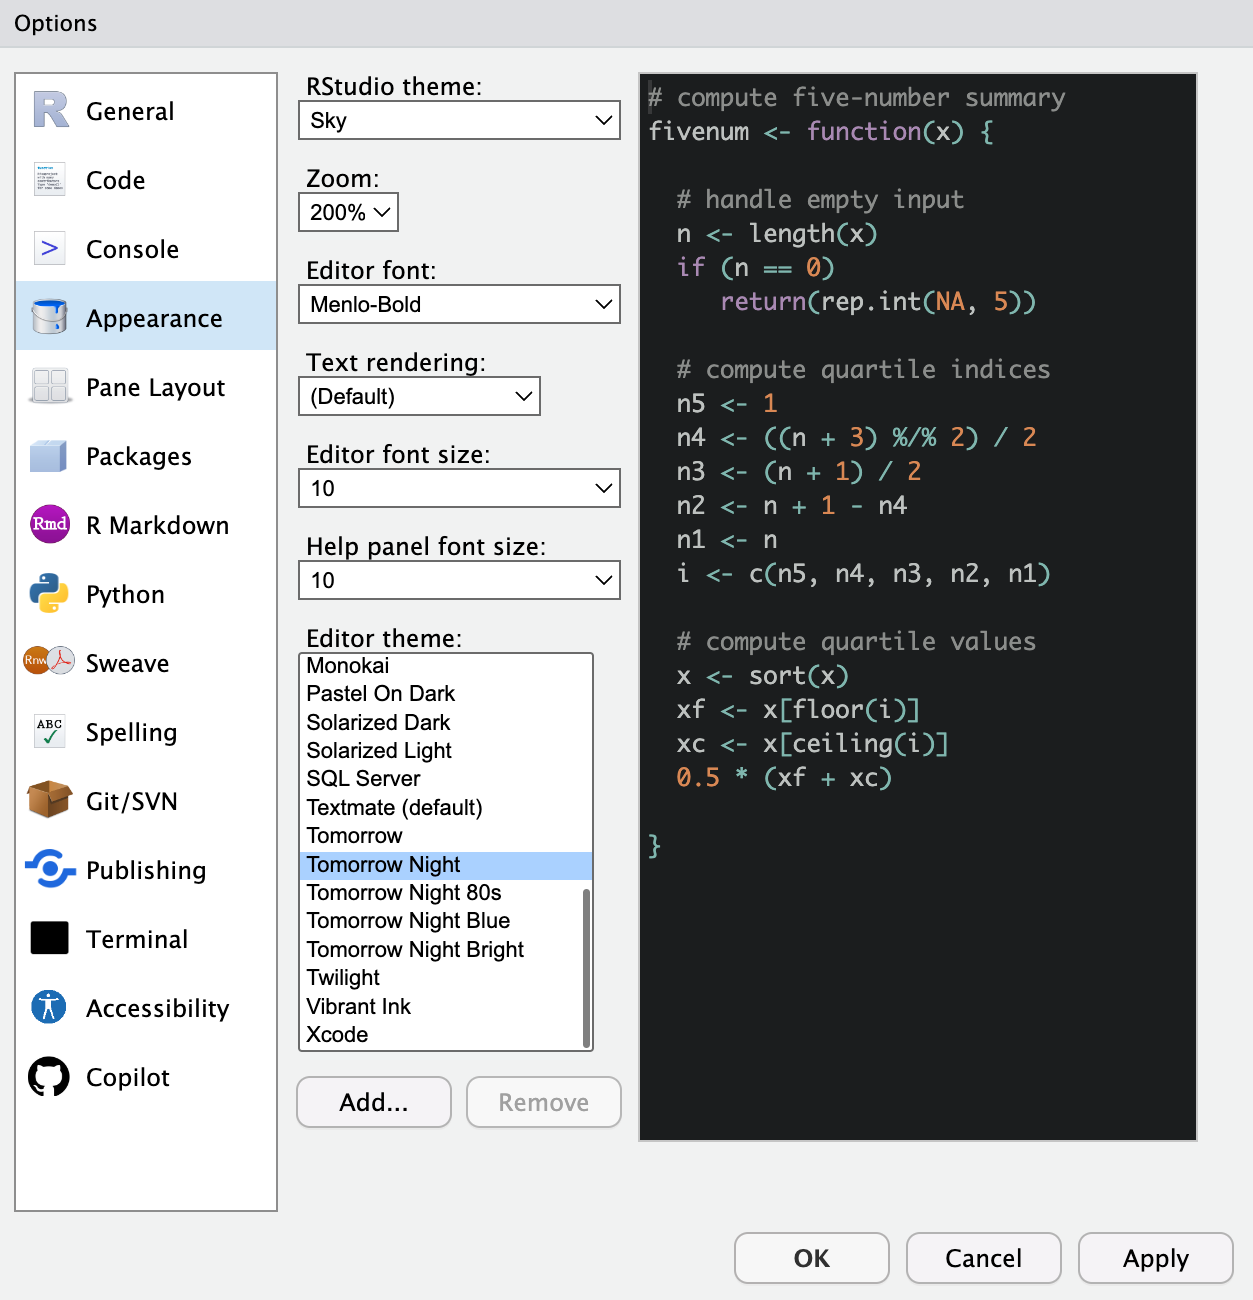 Options
General
Code
Console
Appearance
Pane Layout
Packages
Rmd R Markdown
Python
Rnw Sweave
ABC Spelling
Git/SVN
Publishing
Terminal
Accessibility
Copilot
RStudio theme:
Sky
Zoom:
200%
Editor font:
Menlo-Bold
Text rendering:
(Default)
Editor font size:
10
Help panel font size:
10
Editor theme:
Monokai
Pastel On Dark
Solarized Dark
Solarized Light
SQL Server
Textmate (default)
Tomorrow
Tomorrow Night
Tomorrow Night 80s
Tomorrow Night Blue
Tomorrow Night Bright
Twilight
Vibrant Ink
Xcode
Add...
Remove
# compute five-number summary
fivenum <- function(x) {
# handle empty input
n <- length(x)
if (n == 0)
return(rep.int(NA, 5))
# compute quartile indices
n5 <- 1
n4 <- ((n + 3) %/% 2) / 2
n3 <- (n + 1) / 2
n2 <- n + 1 - n4
n1 <- n
i <- c(n5, n4, n3, n2, n1)
# compute quartile values
x <- sort(x)
xf <- x[floor(i)]
xc <- x[ceiling(i)]
0.5 * (xf + xc)
}
OK
Cancel
Apply